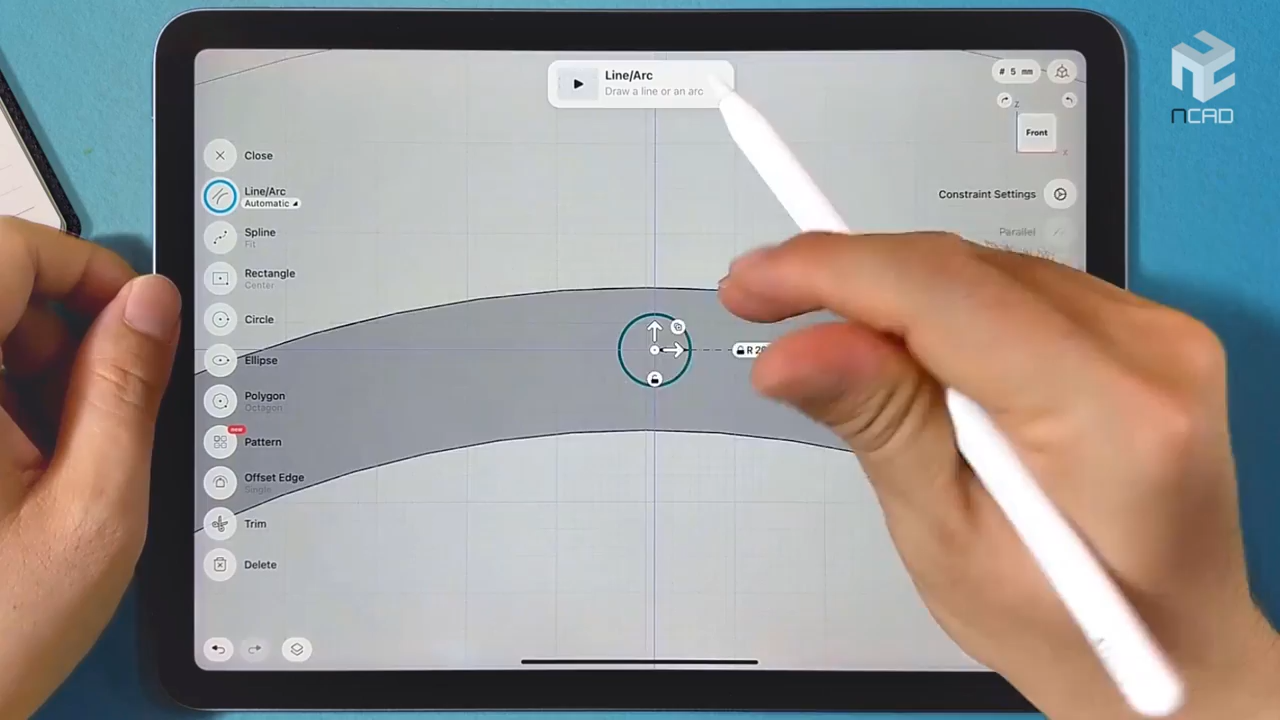 Line/Arc
Draw a line or an arc
# 5 mm
NCAD
Z
Front
X
Close
Line/Arc
Automatic
Constraint Settings
Spline
Fit
Parallel
Rectangle
Center
Circle
Ellipse
R
Polygon
Octagon
new
Pattern
Offset Edge
Single
Trim
Delete